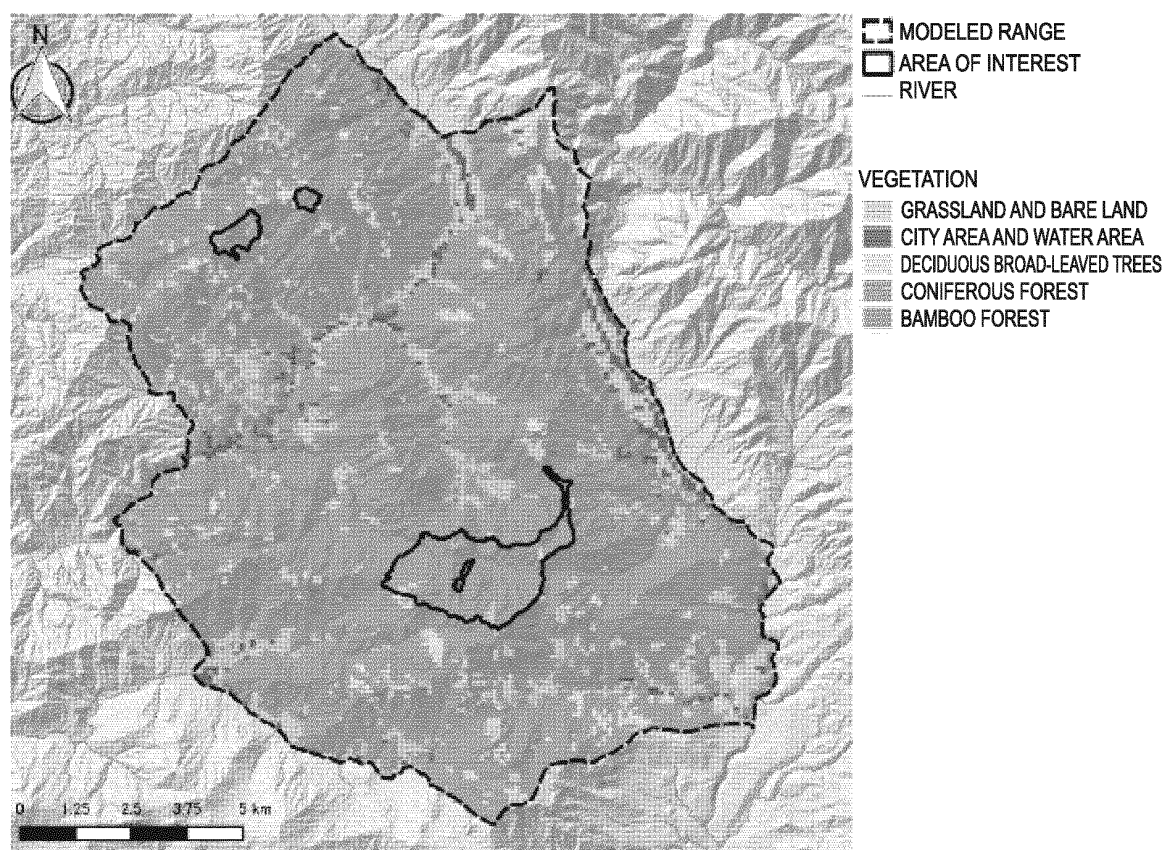 MODELED RANGE
AREA OF INTEREST
RIVER
VEGETATION
GRASSLAND AND BARE LAND
CITY AREA AND WATER AREA
DECIDUOUS BROAD-LEAVED TREES
CONIFEROUS FOREST
BAMBOO FOREST
N
0 1.25 2.5 3.75 5 km